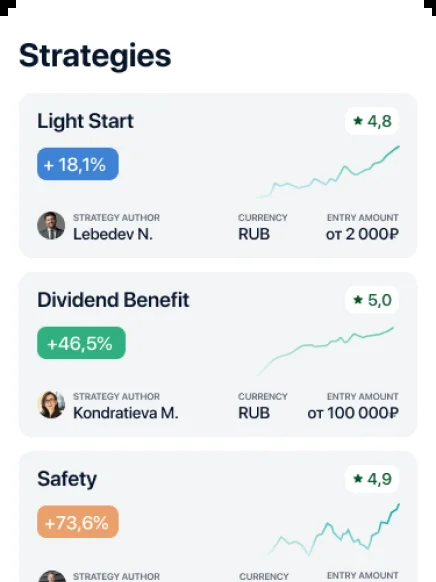 Strategies
Light Start
★ 4,8
+ 18,1%
STRATEGY AUTHOR
Lebedev N.
CURRENCY
RUB
ENTRY AMOUNT
от 2 000₽
Dividend Benefit
★ 5,0
+46,5%
STRATEGY AUTHOR
Kondratieva M.
CURRENCY
RUB
ENTRY AMOUNT
от 100 000₽
Safety
★ 4,9
+73,6%
STRATEGY AUTHOR
CURRENCY
ENTRY AMOUNT